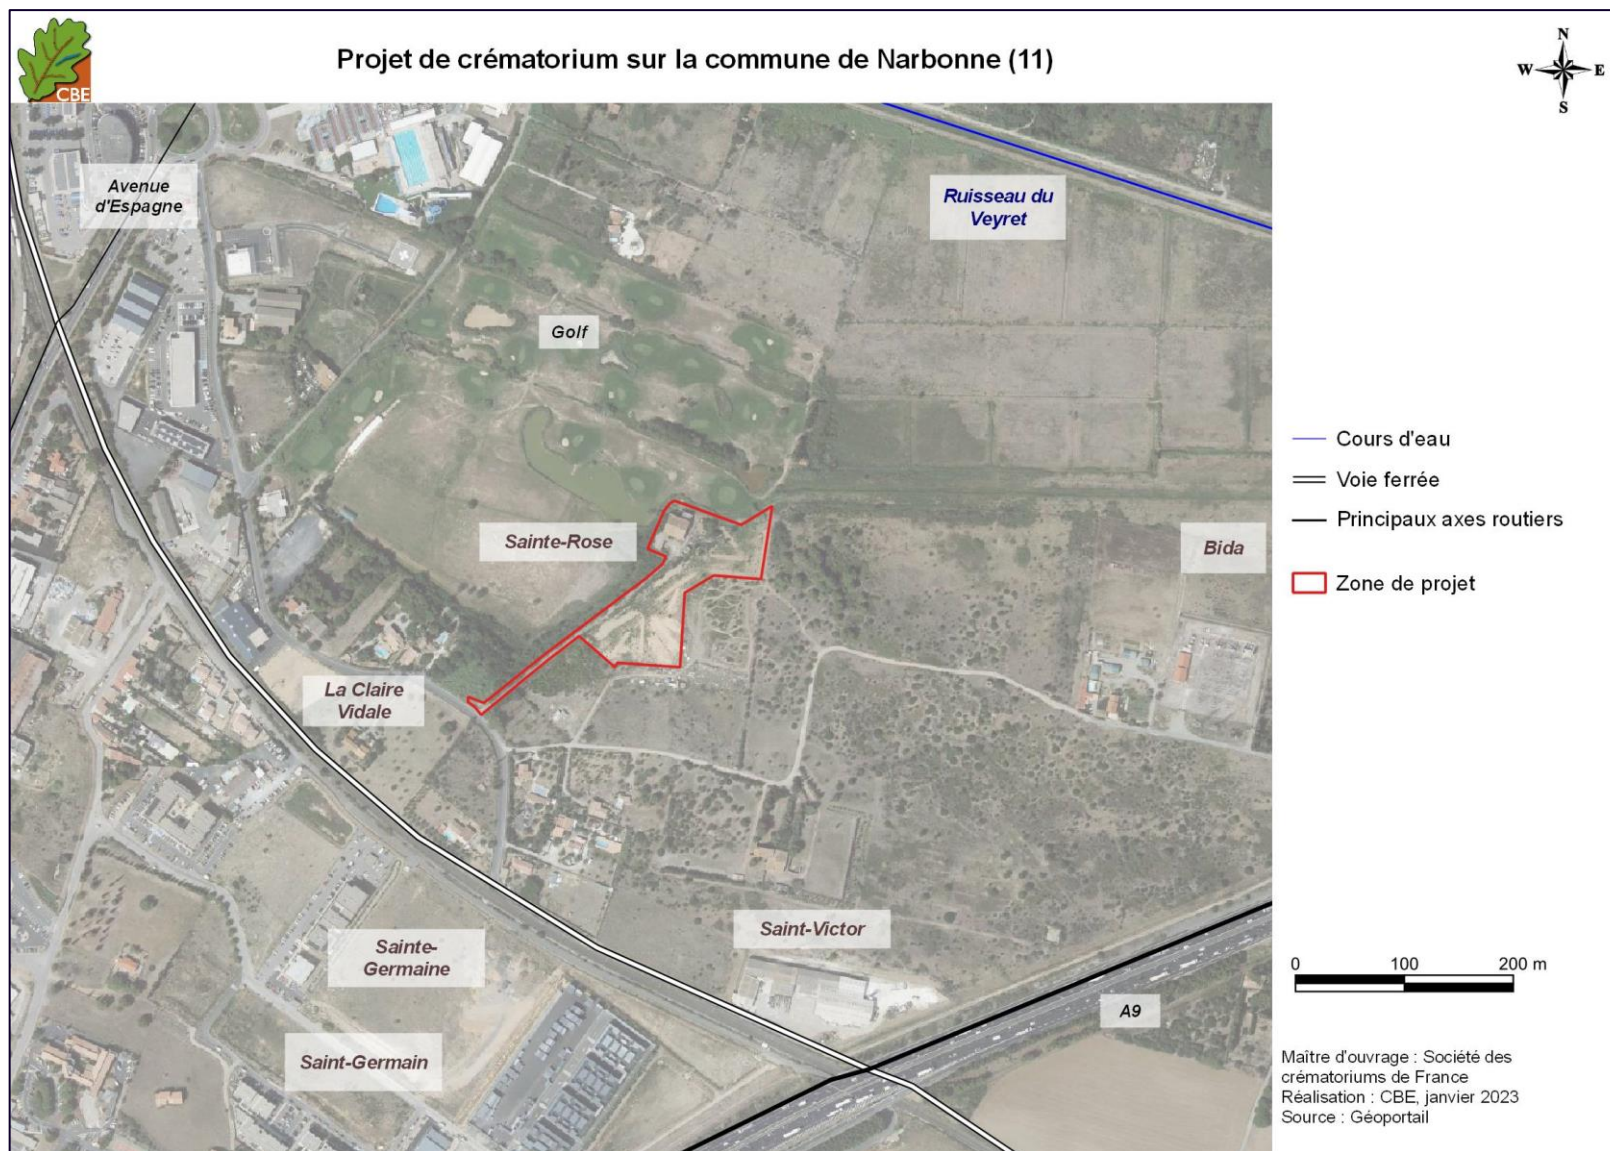 Projet de crématorium sur la commune de Narbonne (11)
CBE
N
W
E
S
Avenue
d'Espagne
Ruisseau du
Veyret
Golf
Sainte-Rose
Bida
La Claire
Vidale
Saint-Victor
Sainte-
Germaine
A9
Saint-Germain
Cours d'eau
Voie ferrée
Principaux axes routiers
Zone de projet
0 100 200 m
Maître d'ouvrage : Société des
crématoriums de France
Réalisation : CBE, janvier 2023
Source : Géoportail